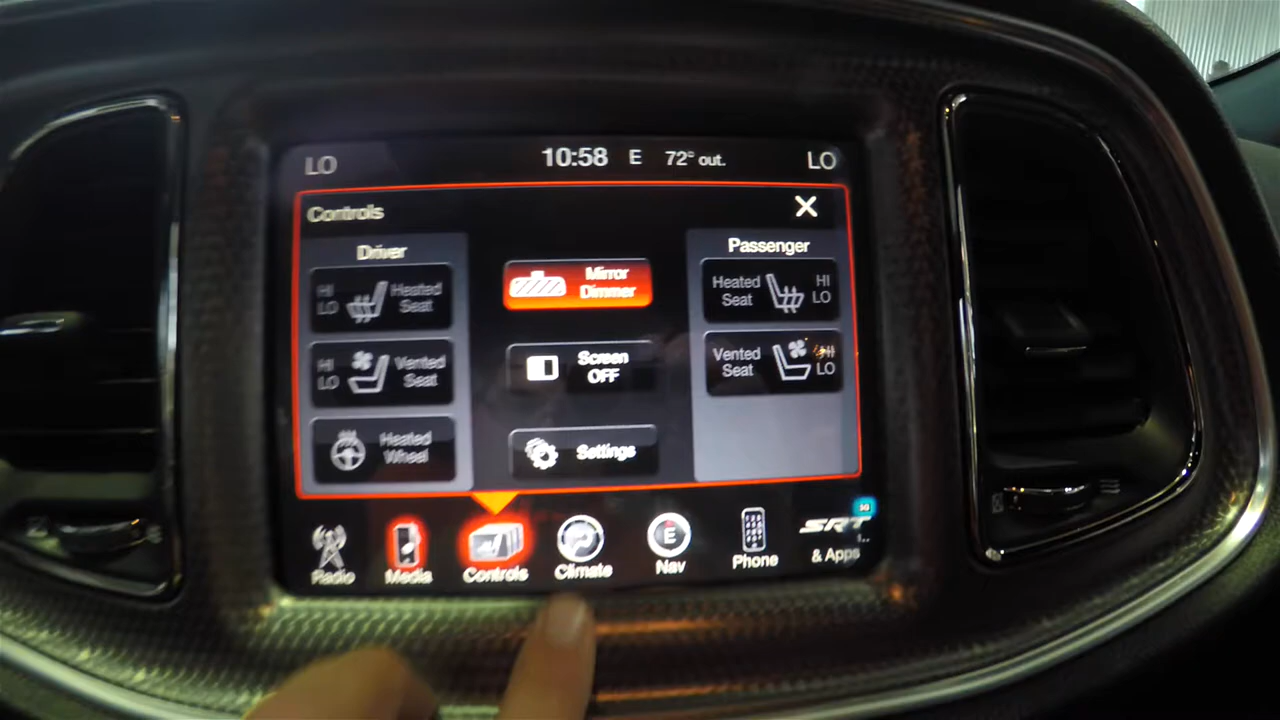 LO 10:58 E 72° out. LO
Controls
Driver
Passenger
HI
LO
Heated
Seat
Mirror
Dimmer
Heated
Seat
HI
LO
HI
LO
Vented
Seat
Screen
OFF
Vented
Seat
HI
LO
Heated
Wheel
Settings
E
Radio
Media
Controls
Climate
Nav
Phone
SRT
& Apps